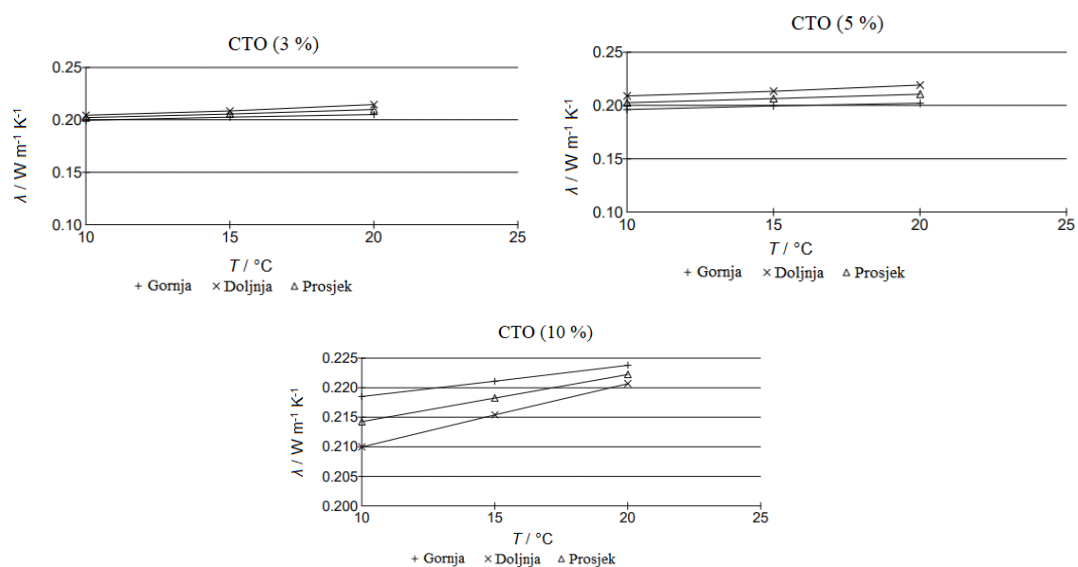 CTO (3 %)
0.25
0.20
0.15
0.10
λ / W m⁻¹ K⁻¹
10 15 20 25
T / °C
+ Gornja × Doljnja △ Prosjek
CTO (5 %)
0.25
0.20
0.15
0.10
λ / W m⁻¹ K⁻¹
10 15 20 25
T / °C
+ Gornja × Doljnja △ Prosjek
CTO (10 %)
0.225
0.220
0.215
0.210
0.205
0.200
λ / W m⁻¹ K⁻¹
10 15 20 25
T / °C
+ Gornja × Doljnja △ Prosjek